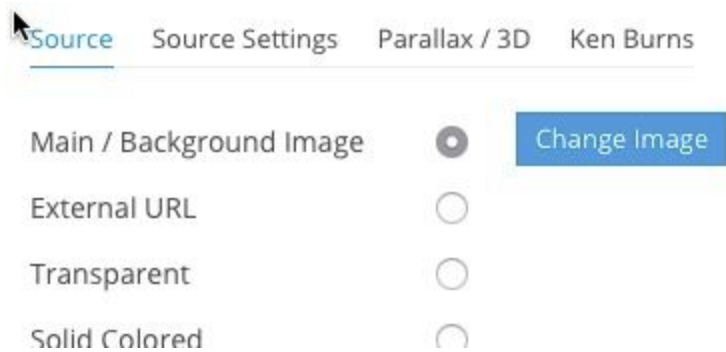 Source Source Settings Parallax / 3D Ken Burns
Main / Background Image Change Image
External URL
Transparent
Solid Colored